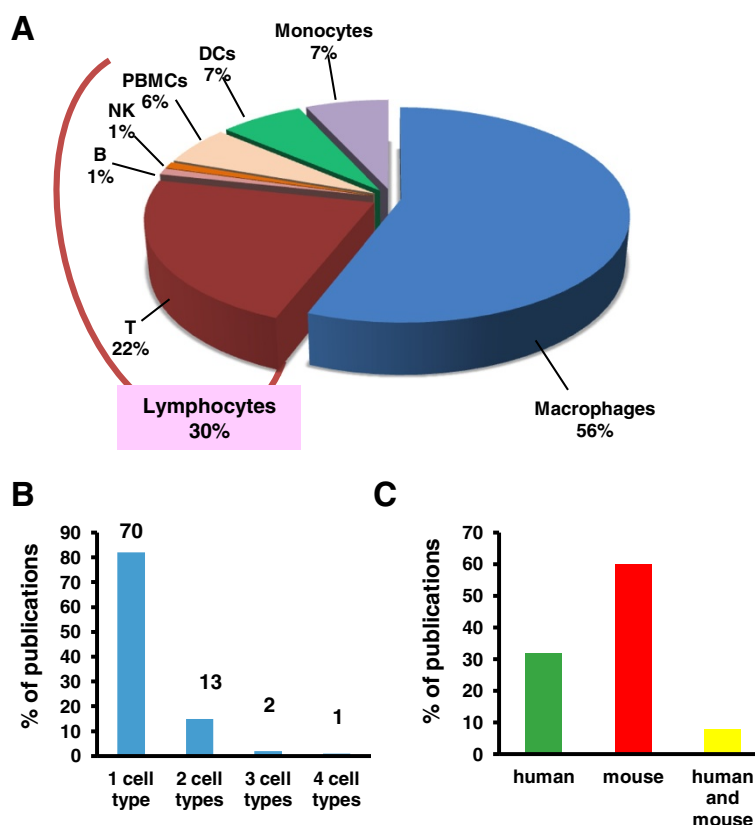 A
Monocytes
7%
DCs
7%
PBMCs
6%
NK
1%
B
1%
T
22%
Lymphocytes
30%
Macrophages
56%
B
% of publications
90
80
70
60
50
40
30
20
10
0
70
13
2
1
1 cell
type
2 cell
types
3 cell
types
4 cell
types
C
% of publications
70
60
50
40
30
20
10
0
human
mouse
human
and
mouse